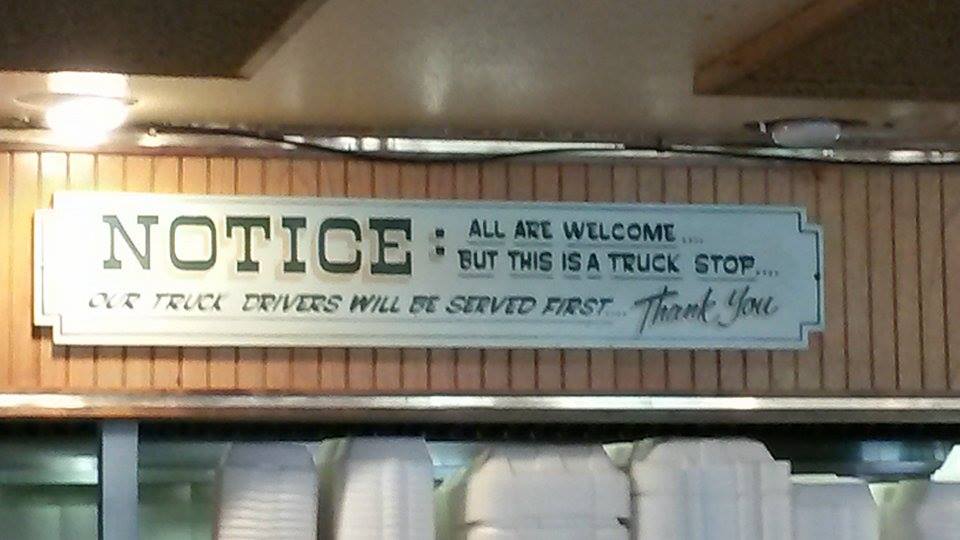 NOTICE: ALL ARE WELCOME....
BUT THIS IS A TRUCK STOP....
OUR TRUCK DRIVERS WILL BE SERVED FIRST.... Thank You